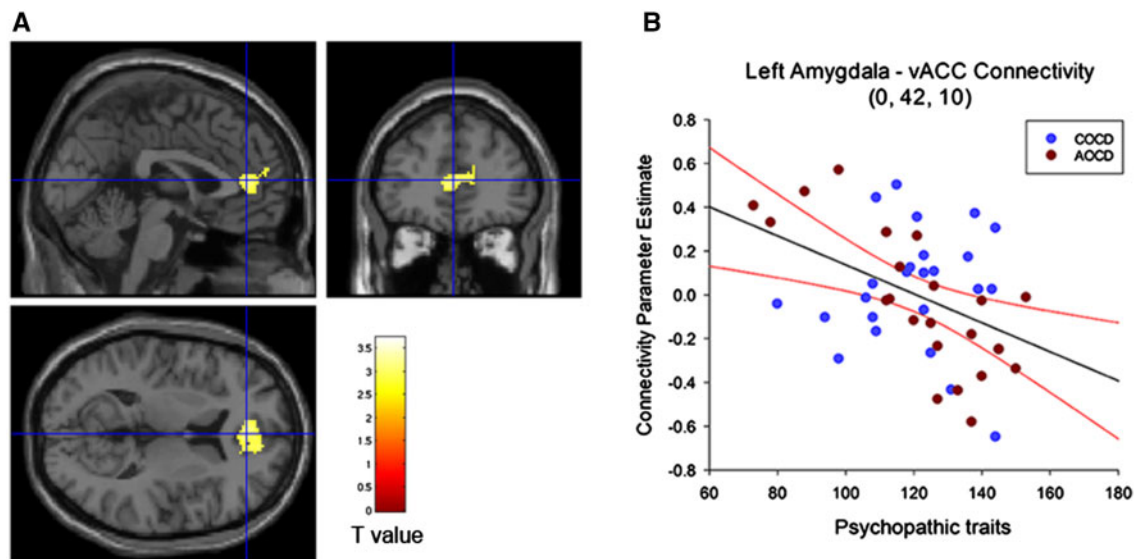 A
3.5
3
2.5
2
1.5
1
0.5
0
T value
B
Left Amygdala - vACC Connectivity
(0, 42, 10)
COCD
AOCD
Connectivity Parameter Estimate
0.8
0.6
0.4
0.2
0.0
-0.2
-0.4
-0.6
-0.8
60 80 100 120 140 160 180
Psychopathic traits